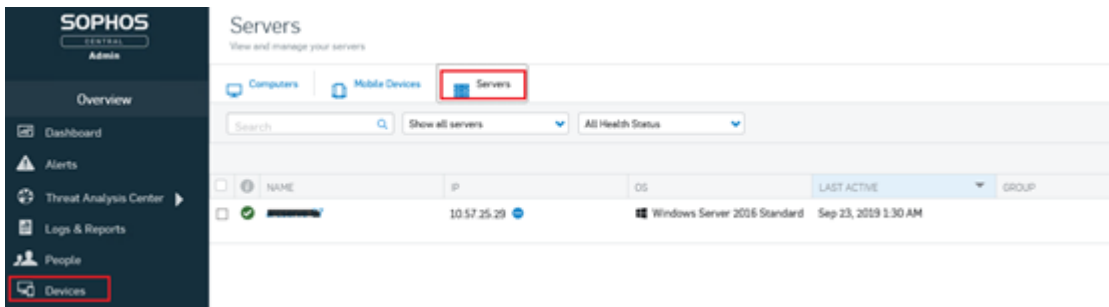 SOPHOS
CENTRAL
Admin
Overview
Dashboard
Alerts
Threat Analysis Center
Logs & Reports
People
Devices
Servers
View and manage your servers
Computers
Mobile Devices
Servers
Search
Show all servers
All Health Status
NAME IP OS LAST ACTIVE GROUP
10.57.25.29 Windows Server 2016 Standard Sep 23, 2019 1:30 AM